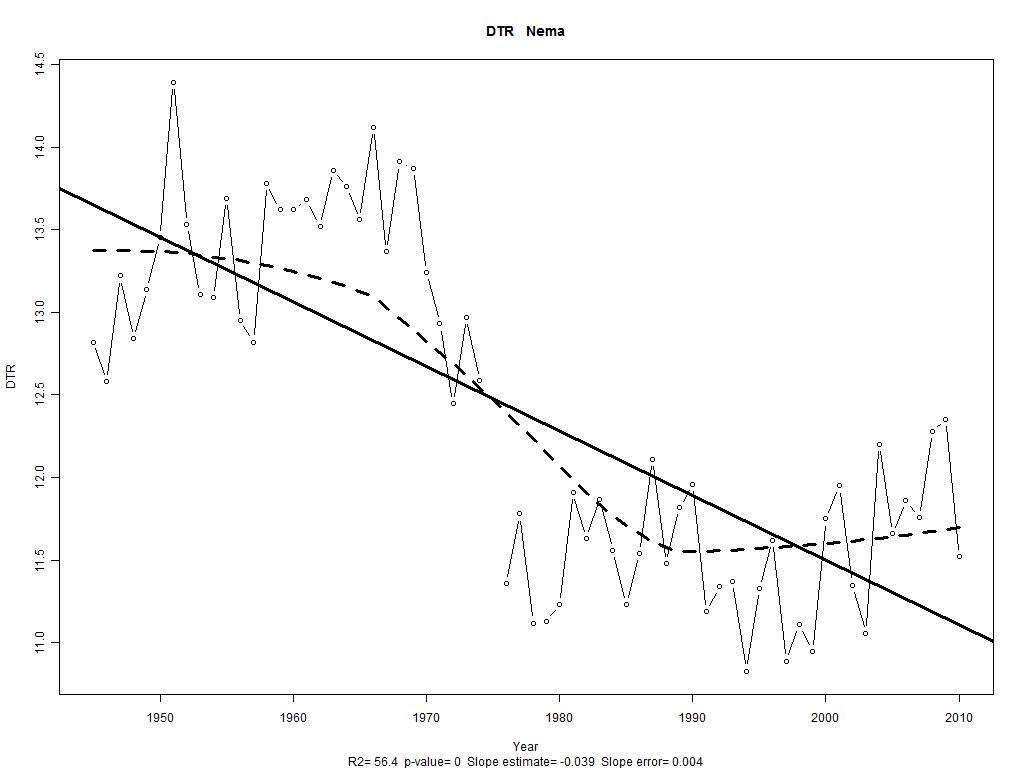 DTR Nema
14.5
14.0
13.5
13.0
12.5
12.0
11.5
11.0
DTR
1950 1960 1970 1980 1990 2000 2010
Year
R2= 56.4 p-value= 0 Slope estimate= -0.039 Slope error= 0.004